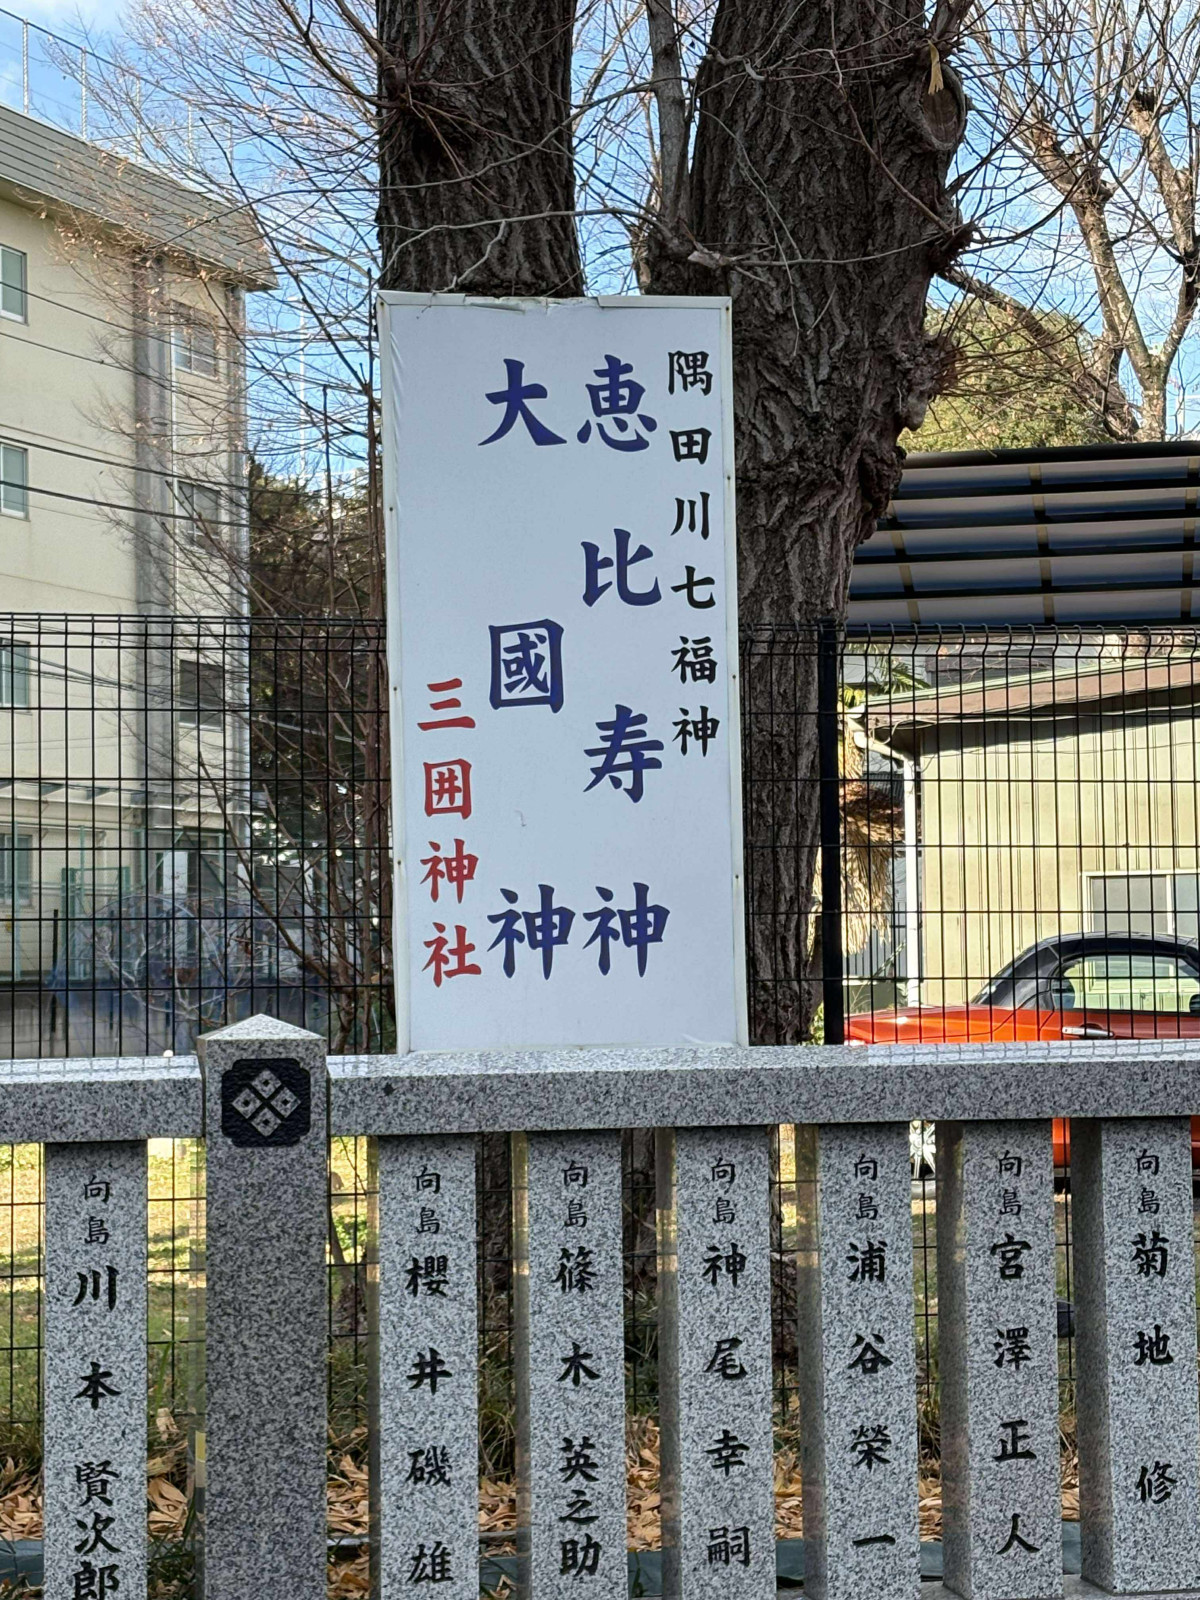 隅田川七福神
恵比寿神
大國神
三囲神社
向島 菊地 修
向島 宮澤正人
向島 浦谷榮一
向島 神尾幸嗣
向島 篠木英之助
向島 櫻井磯雄
向島 川本賢次郎